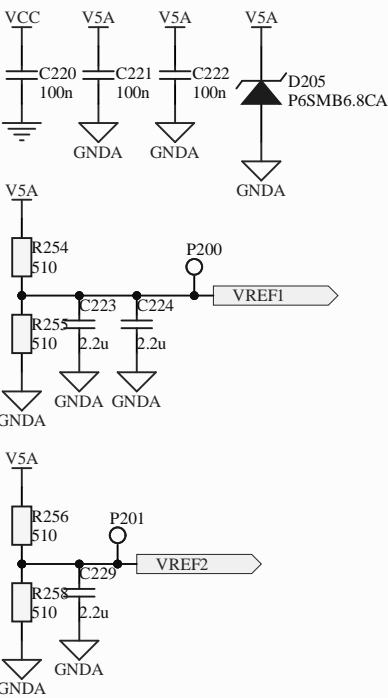 VCC
V5A
V5A
V5A
C220
100n
C221
100n
C222
100n
D205
P6SMB6.8CA
GNDA
GNDA
GNDA
V5A
R254
510
P200
VREF1
R255
510
C223
2.2u
C224
2.2u
GNDA
GNDA
GNDA
V5A
R256
510
P201
VREF2
R258
510
C229
2.2u
GNDA
GNDA